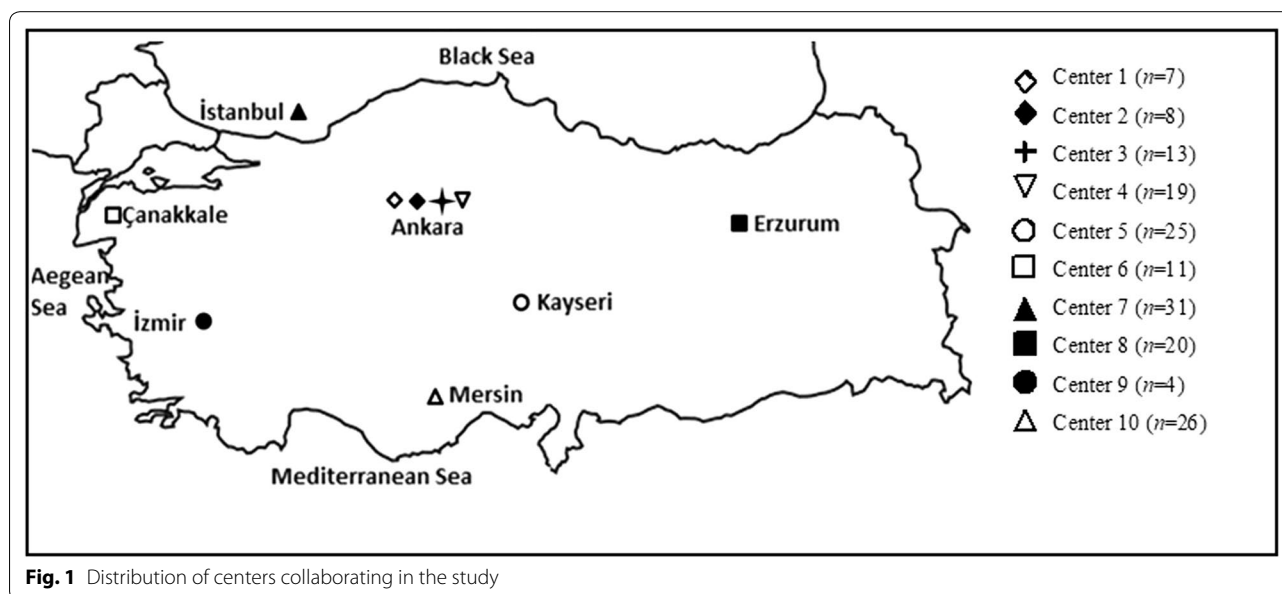 Black Sea
İstanbul
Çanakkale
Ankara
Erzurum
Aegean
Sea
Kayseri
İzmir
Mersin
Mediterranean Sea
Center 1 (n=7)
Center 2 (n=8)
Center 3 (n=13)
Center 4 (n=19)
Center 5 (n=25)
Center 6 (n=11)
Center 7 (n=31)
Center 8 (n=20)
Center 9 (n=4)
Center 10 (n=26)
Fig. 1 Distribution of centers collaborating in the study